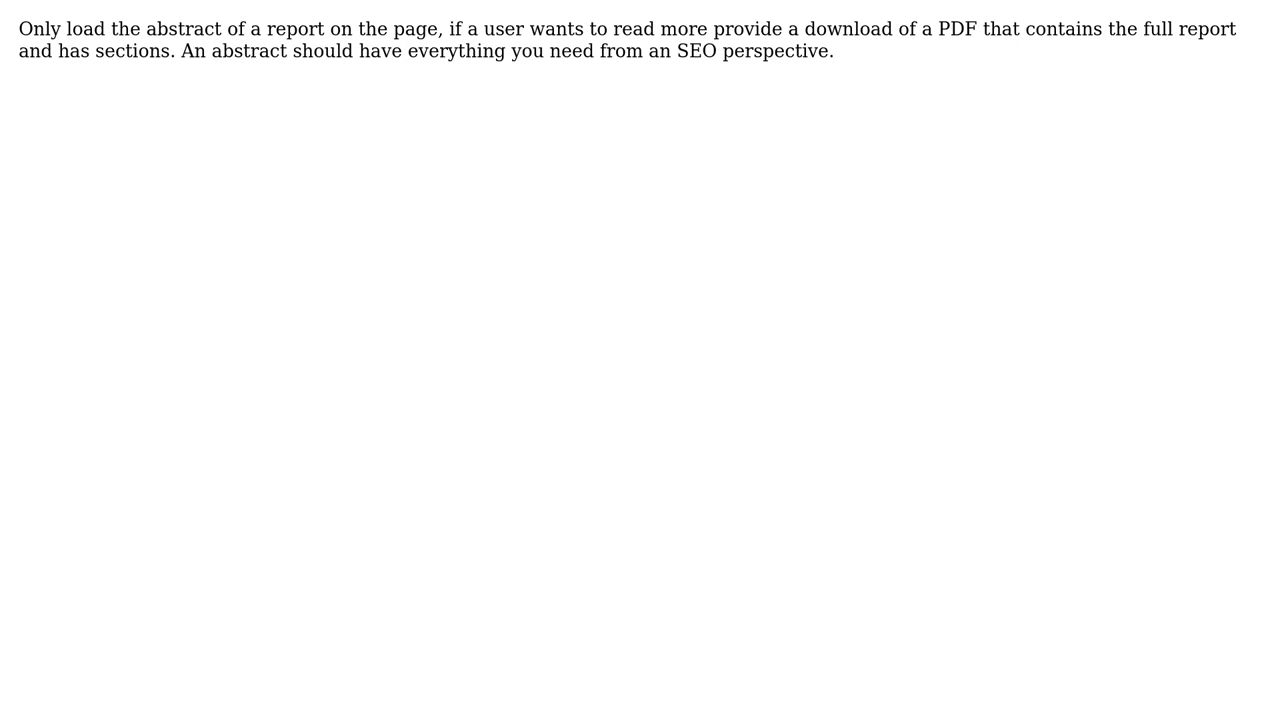 Only load the abstract of a report on the page, if a user wants to read more provide a download of a PDF that contains the full report
and has sections. An abstract should have everything you need from an SEO perspective.